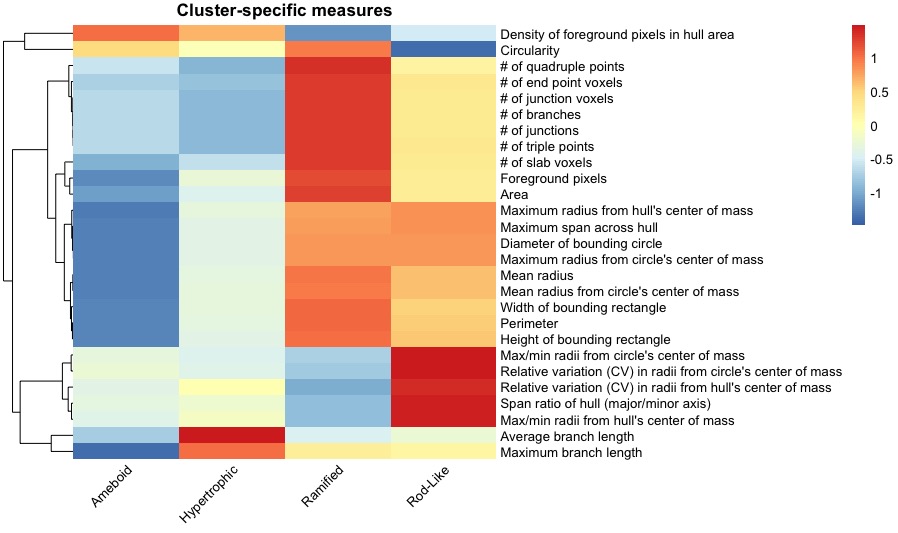 Cluster-specific measures
Density of foreground pixels in hull area
Circularity
# of quadruple points
# of end point voxels
# of junction voxels
# of branches
# of junctions
# of triple points
# of slab voxels
Foreground pixels
Area
Maximum radius from hull's center of mass
Maximum span across hull
Diameter of bounding circle
Maximum radius from circle's center of mass
Mean radius
Mean radius from circle's center of mass
Width of bounding rectangle
Perimeter
Height of bounding rectangle
Max/min radii from circle's center of mass
Relative variation (CV) in radii from circle's center of mass
Relative variation (CV) in radii from hull's center of mass
Span ratio of hull (major/minor axis)
Max/min radii from hull's center of mass
Average branch length
Maximum branch length
1
0.5
0
-0.5
-1
Ameboid
Hypertrophic
Ramified
Rod-Like